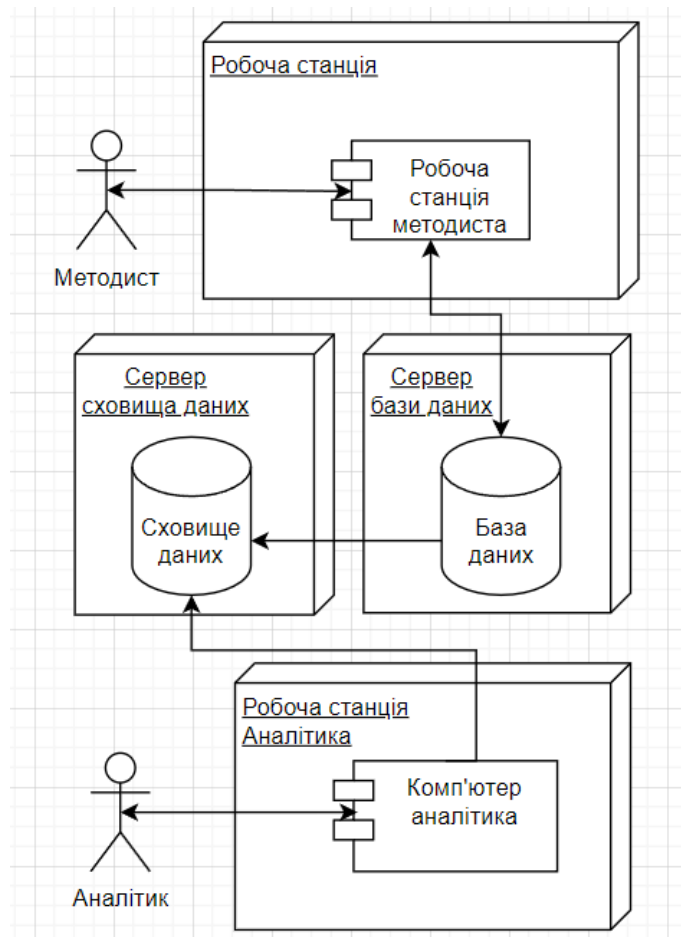 Робоча станція
Робоча
станція
методиста
Методист
Сервер
сховища даних
Сервер
бази даних
Сховище
даних
База
даних
Робоча станція
Аналітика
Комп'ютер
аналітика
Аналітик